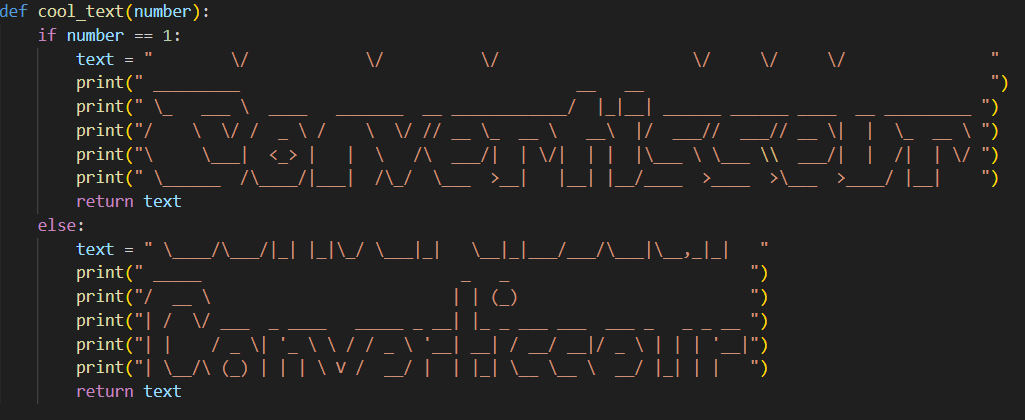 def cool_text(number):
    if number == 1:
        text = "        \/            \/          \/                    \/     \/     \/               "
        print(" _________                                   __   __                                    ")
        print(" \_   ___ \  ____   _______  __ ____________/  |_|__| ______ ______ ____  __ _________ ")
        print("/    \  \/ /  _ \ /    \  \/ // __ \_  __ \   __\  |/  ___//  ___// __ \|  |  \_  __ \ ")
        print("\     \___|  <_> |   |  \   /\  ___/|  | \/|  | |  |\___ \ \___ \\  ___/|  |  /|  | \/ ")
        print(" \______  /\____/|___|  /\_/  \___  >__|   |__| |__/____  >____  >\___  >____/ |__|    ")
        return text
    else:
        text = " \____/\___/|_| |_|\_/ \___|_|   \__|_|___/___/\___|\__,_|_|   "
        print(" _____                           _   _                         ")
        print("/  __ \                         | | (_)                        ")
        print("| /  \/ ___  _ ____   _____ _ __| |_ _ ___ ___  ___ _   _ _ __ ")
        print("| |    / _ \| '_ \ \ / / _ \ '__| __| / __/ __|/ _ \ | | | '__|")
        print("| \__/\ (_) | | | \ V /  __/ |  | |_| \__ \__ \  __/ |_| | |   ")
        return text